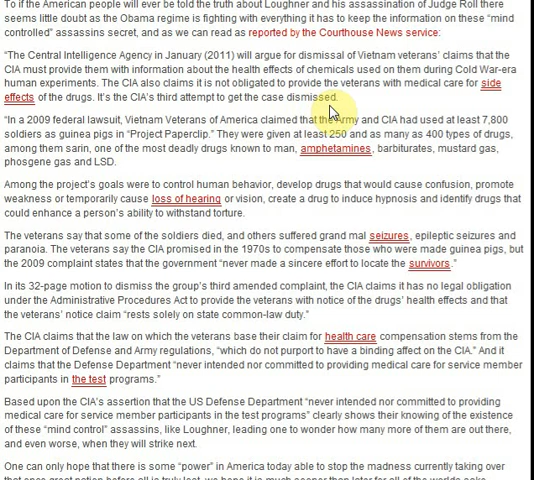 To if the American people will ever be told the truth about Loughner and his assassination of Judge Roll there
seems little doubt as the Obama regime is fighting with everything it has to keep the information on these “mind
controlled” assassins secret, and as we can read as reported by the Courthouse News service:
“The Central Intelligence Agency in January (2011) will argue for dismissal of Vietnam veterans’ claims that the
CIA must provide them with information about the health effects of chemicals used on them during Cold War-era
human experiments. The CIA also claims it is not obligated to provide the veterans with medical care for side
effects of the drugs. It’s the CIA’s third attempt to get the case dismissed.
“In a 2009 federal lawsuit, Vietnam Veterans of America claimed that the Army and CIA had used at least 7,800
soldiers as guinea pigs in “Project Paperclip.” They were given at least 250 and as many as 400 types of drugs,
among them sarin, one of the most deadly drugs known to man, amphetamines, barbiturates, mustard gas,
phosgene gas and LSD.
Among the project’s goals were to control human behavior, develop drugs that would cause confusion, promote
weakness or temporarily cause loss of hearing or vision, create a drug to induce hypnosis and identify drugs that
could enhance a person’s ability to withstand torture.
The veterans say that some of the soldiers died, and others suffered grand mal seizures, epileptic seizures and
paranoia. The veterans say the CIA promised in the 1970s to compensate those who were made guinea pigs, but
the 2009 complaint states that the government “never made a sincere effort to locate the survivors.”
In its 32-page motion to dismiss the group’s third amended complaint, the CIA claims it has no legal obligation
under the Administrative Procedures Act to provide the veterans with notice of the drugs’ health effects and that
the veterans’ notice claim “rests solely on state common-law duty.”
The CIA claims that the law on which the veterans base their claim for health care compensation stems from the
Department of Defense and Army regulations, “which do not purport to have a binding affect on the CIA.” And it
claims that the Defense Department “never intended nor committed to providing medical care for service member
participants in the test programs.”
Based upon the CIA’s assertion that the US Defense Department “never intended nor committed to providing
medical care for service member participants in the test programs” clearly shows their knowing of the existence
of these “mind control” assassins, like Loughner, leading one to wonder how many more of them are out there,
and even worse, when they will strike next.
One can only hope that there is some “power” in America today able to stop the madness currently taking over